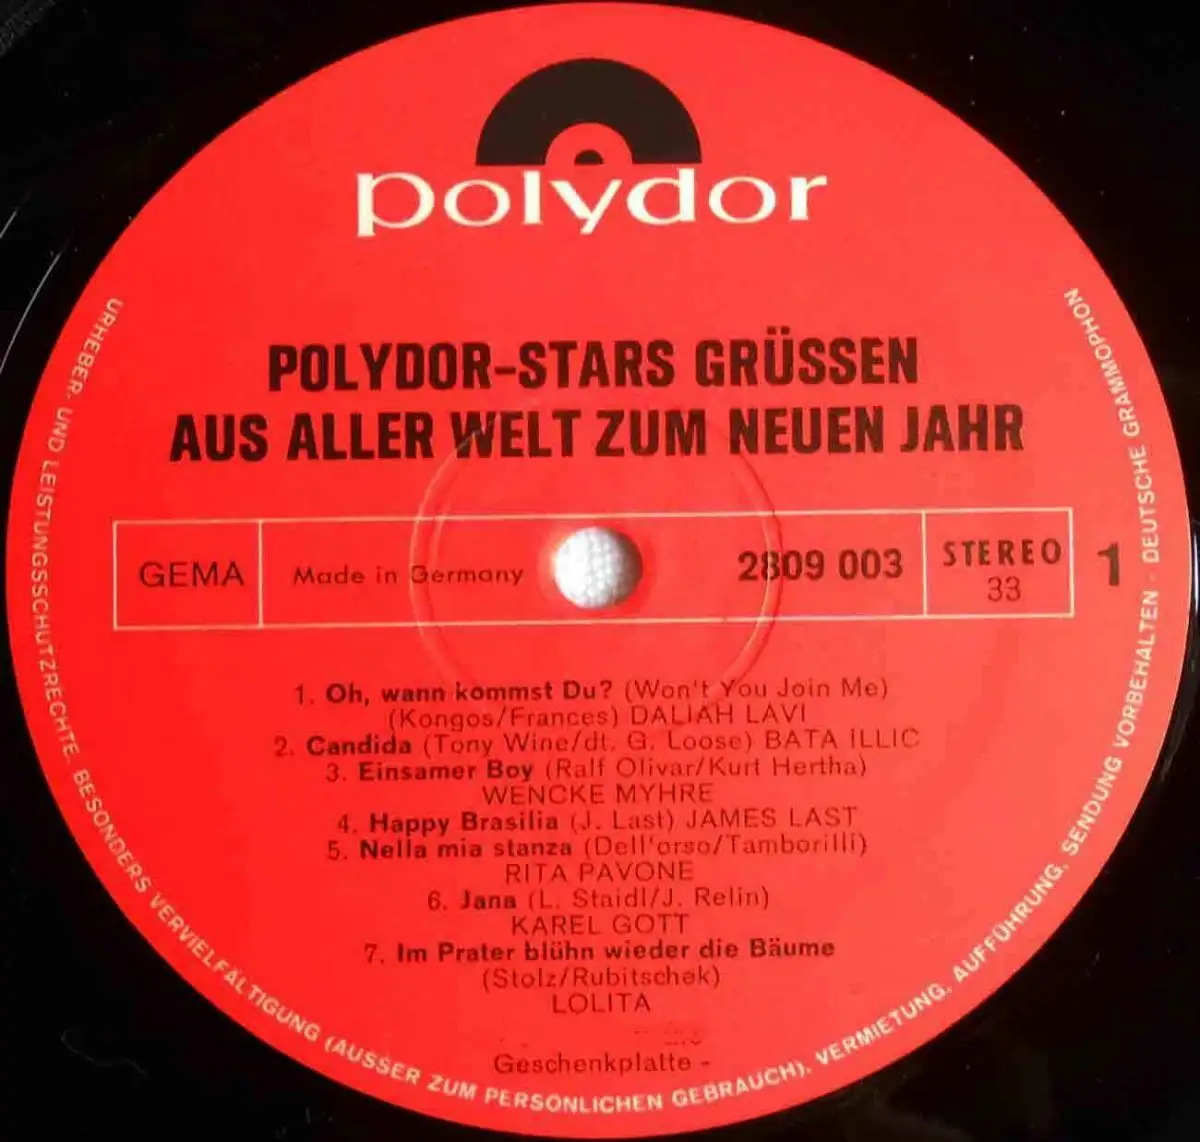 polydor
POLYDOR-STARS GRÜSSEN
AUS ALLER WELT ZUM NEUEN JAHR
GEMA
Made in Germany
2809 003
STEREO
33
1
1. Oh, wann kommst Du? (Won't You Join Me)
(Kongos/Frances) DALIAH LAVI
2. Candida (Tony Wine/dt. G. Loose) BATA ILLIC
3. Einsamer Boy (Ralf Olivar/Kurt Hertha)
WENCKE MYHRE
4. Happy Brasilia (J. Last) JAMES LAST
5. Nella mia stanza (Dell'orso/Tamborilli)
RITA PAVONE
6. Jana (L. Staidl/J. Relin)
KAREL GOTT
7. Im Prater blühn wieder die Bäume
(Stolz/Rubitschek)
LOLITA
Geschenkplatte -
URHEBER- UND LEISTUNGSSCHUTZRECHTE, BESONDERS VERVIELFÄLTIGUNG (AUSSER ZUM PERSONLICHEN GEBRAUCH), VERMIETUNG, AUFFÜHRUNG, SENDUNG VORBEHALTEN · DEUTSCHE GRAMMOPHON